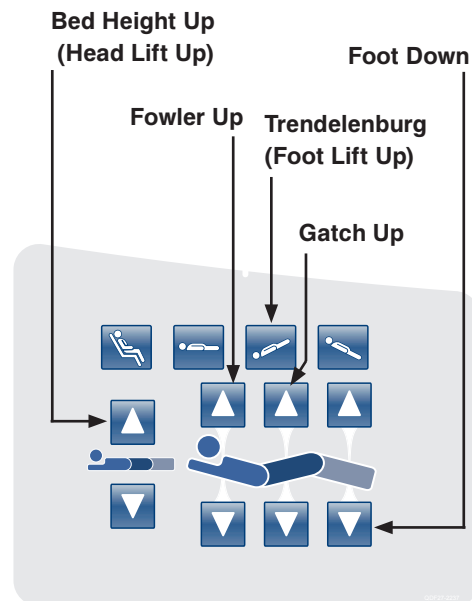 Bed Height Up
(Head Lift Up)
Foot Down
Fowler Up
Trendelenburg
(Foot Lift Up)
Gatch Up